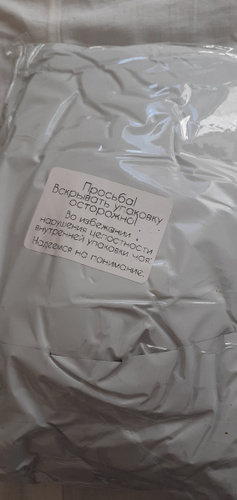 Просьба!
Вскрывать упаковку
осторожно!
Во избежании
нарушения целостности
внутренней упаковки чая.
Надеемся на понимание.